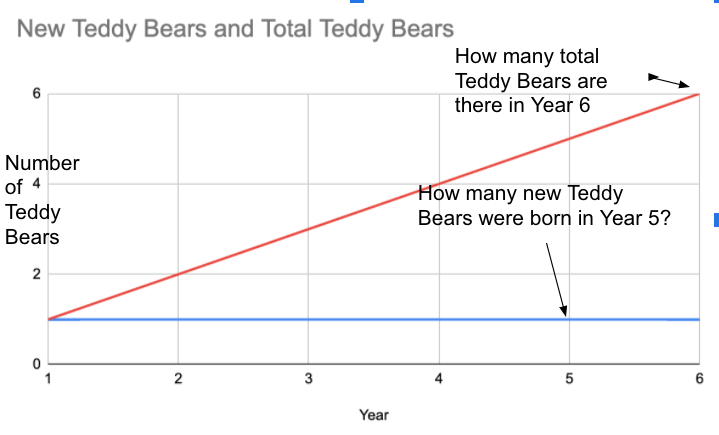 New Teddy Bears and Total Teddy Bears
How many total
Teddy Bears are
there in Year 6
6
Number
of
4
Teddy
Bears
How many new Teddy
Bears were born in Year 5?
2
0
1 2 3 4 5 6
Year